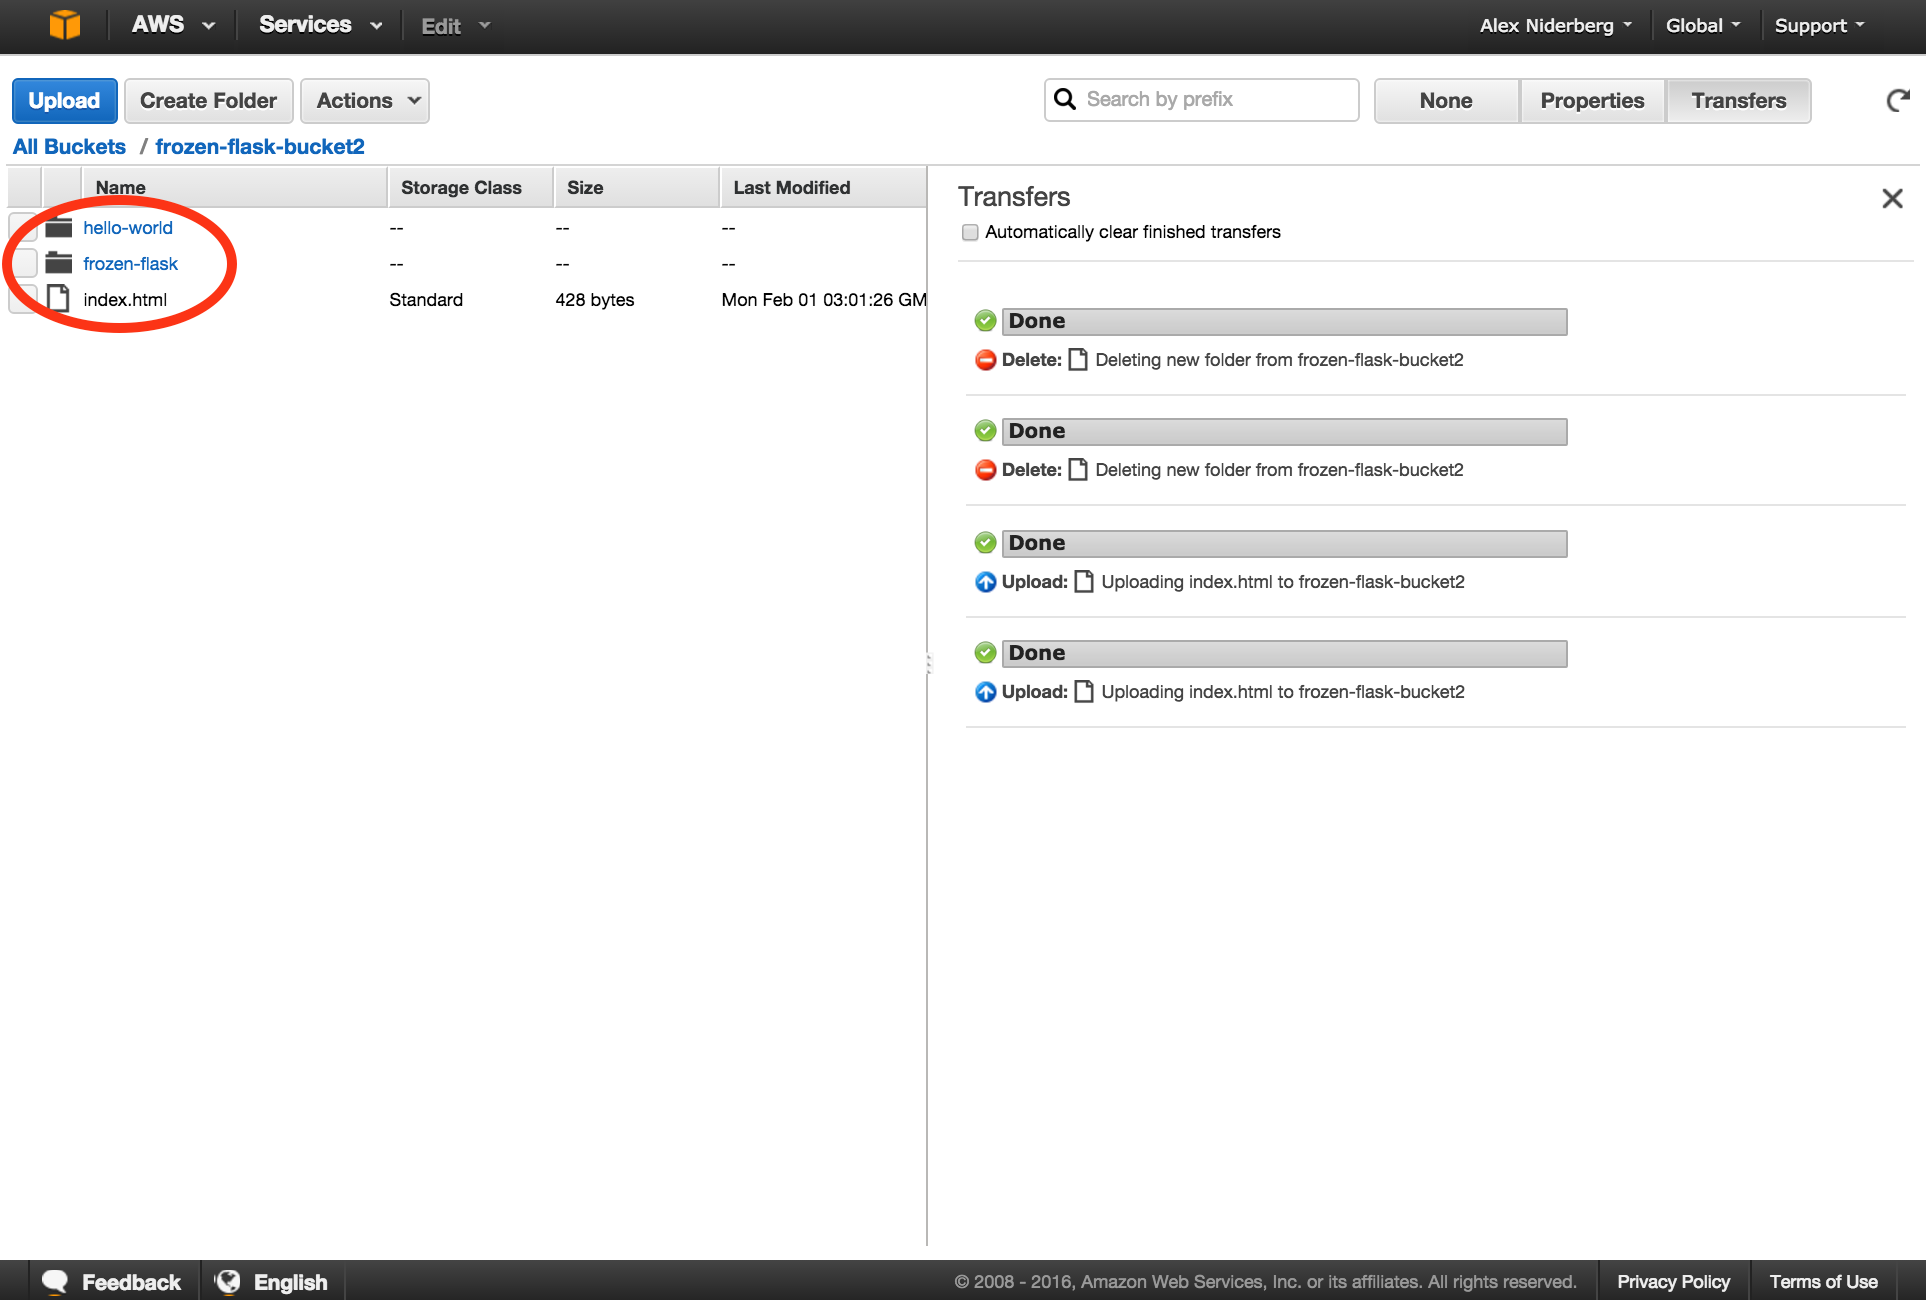 AWS Services Edit Alex Niderberg Global Support
Upload Create Folder Actions Search by prefix None Properties Transfers
All Buckets / frozen-flask-bucket2
Name Storage Class Size Last Modified
hello-world -- -- --
frozen-flask -- -- --
index.html Standard 428 bytes Mon Feb 01 03:01:26 GM
Transfers
Automatically clear finished transfers
Done
Delete: Deleting new folder from frozen-flask-bucket2
Done
Delete: Deleting new folder from frozen-flask-bucket2
Done
Upload: Uploading index.html to frozen-flask-bucket2
Done
Upload: Uploading index.html to frozen-flask-bucket2
Feedback English © 2008 - 2016, Amazon Web Services, Inc. or its affiliates. All rights reserved. Privacy Policy Terms of Use